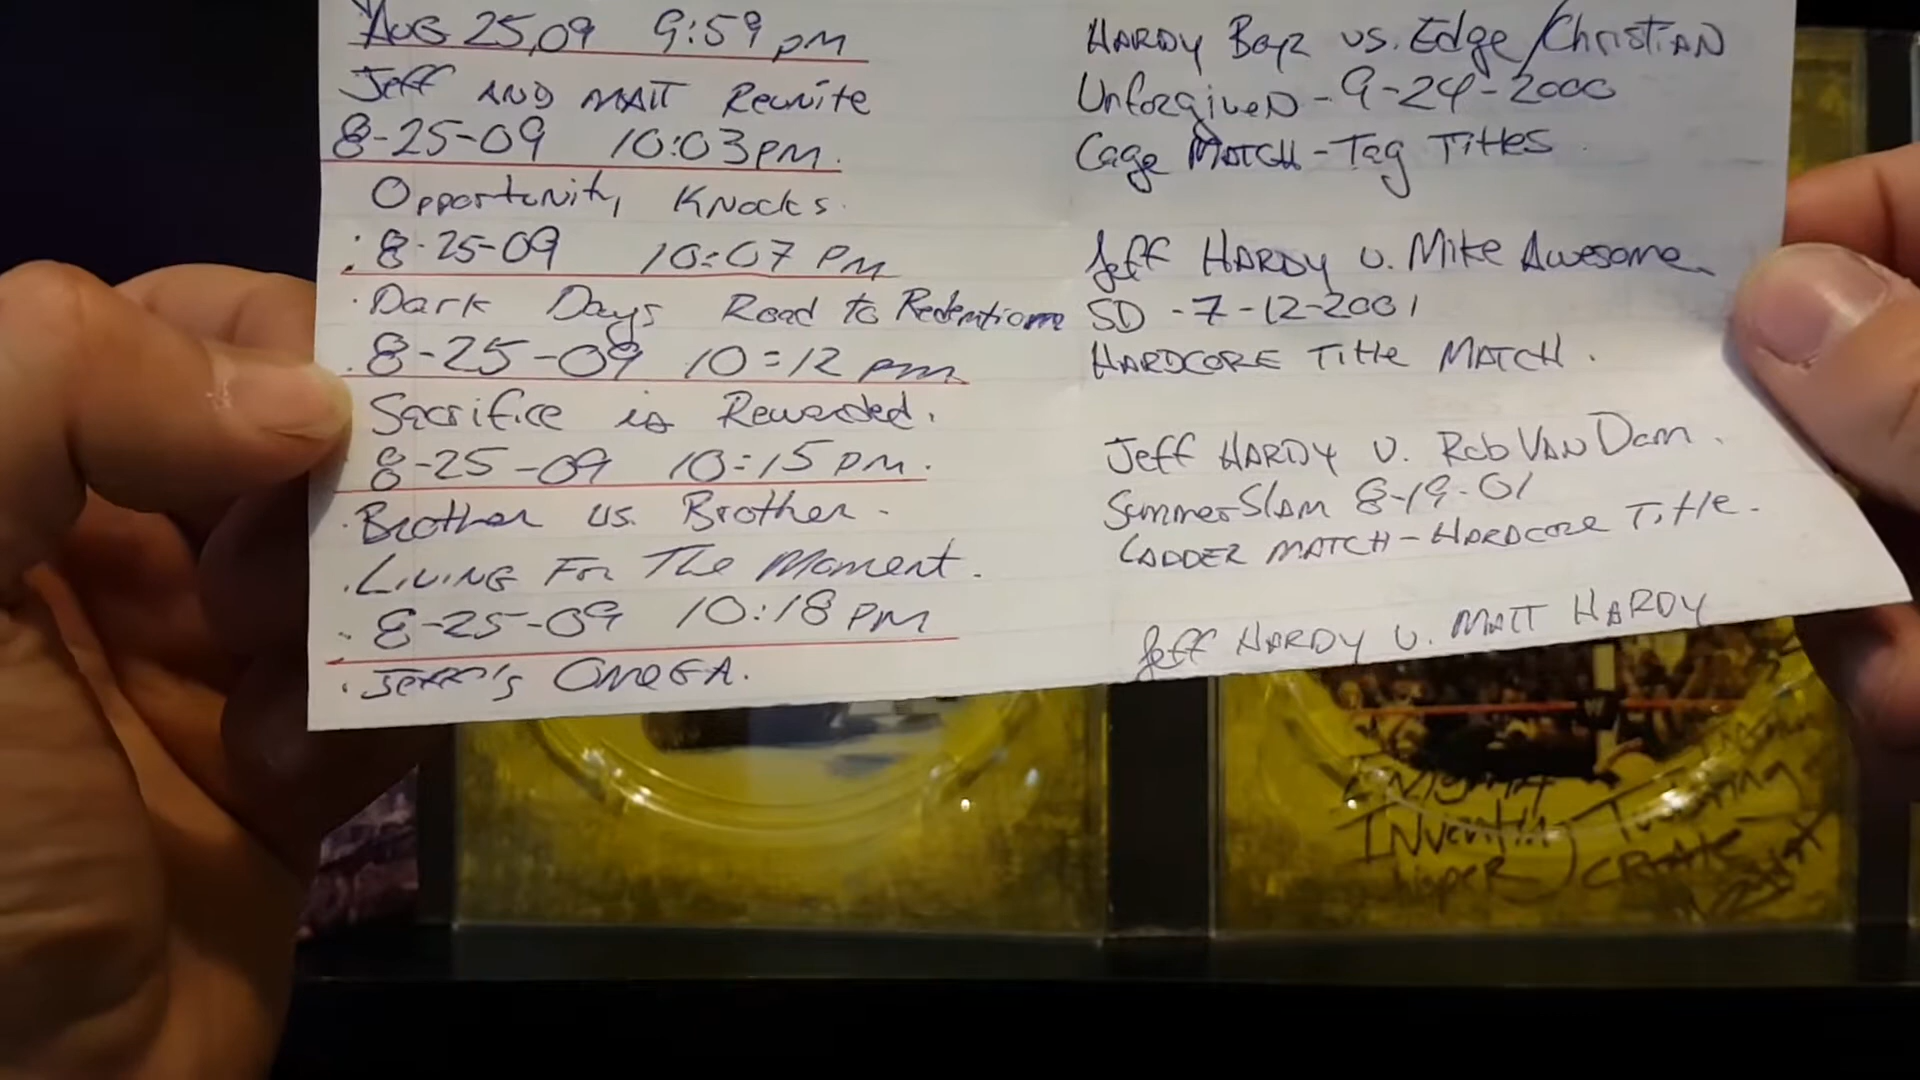 Aug 25,09 9:59 pm
Jeff AND MATT Reunite
8-25-09 10:03PM.
Opportunity Knocks.
8-25-09 10:07 PM
Dark Days Road to Redemtion
8-25-09 10:12 pm
Sacrifice is Rewarded.
8-25-09 10:15 PM.
Brother vs. Brother.
Living For The Moment.
8-25-09 10:18 PM
Jeff's OMEGA.
HARDY Boyz vs. Edge/ChristiAN
UnforgiveN - 9-24-2000
Cage MATCH - Tag Titles
Jeff HARDY v. Mike Awesome
SD - 7-12-2001
HARDCORE Title MATCH.
Jeff HARDY v. Rob VAN Dam.
SummerSlam 8-19-01
LADDER MATCH - HARDCORE Title.
Jeff HARDY v. MATT HARDY
ENigmA
INventing
CREATE